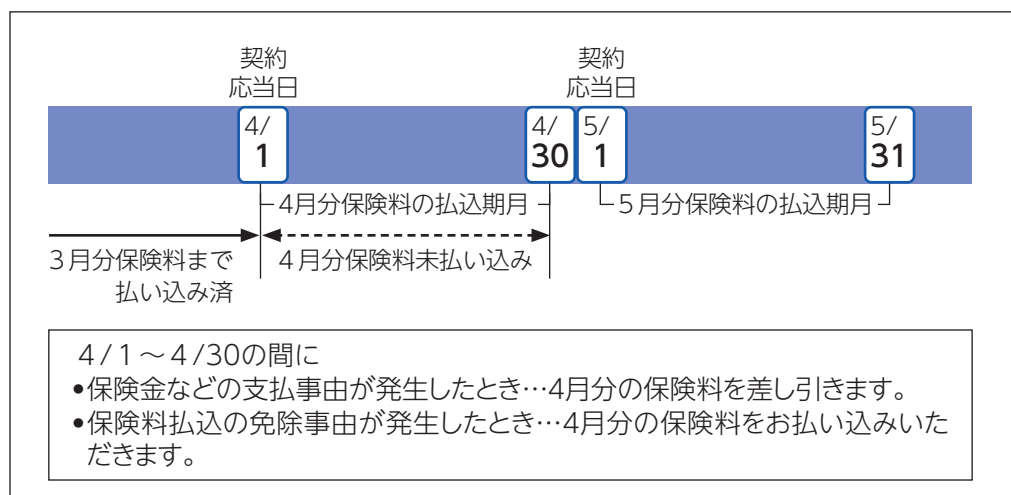 契約
応当日
契約
応当日
4/
1
4/
30
5/
1
5/
31
4月分保険料の払込期月
5月分保険料の払込期月
3月分保険料まで
払い込み済
4月分保険料未払い込み
4/1～4/30の間に
●保険金などの支払事由が発生したとき…4月分の保険料を差し引きます。
●保険料払込の免除事由が発生したとき…4月分の保険料をお払い込みいた
だきます。